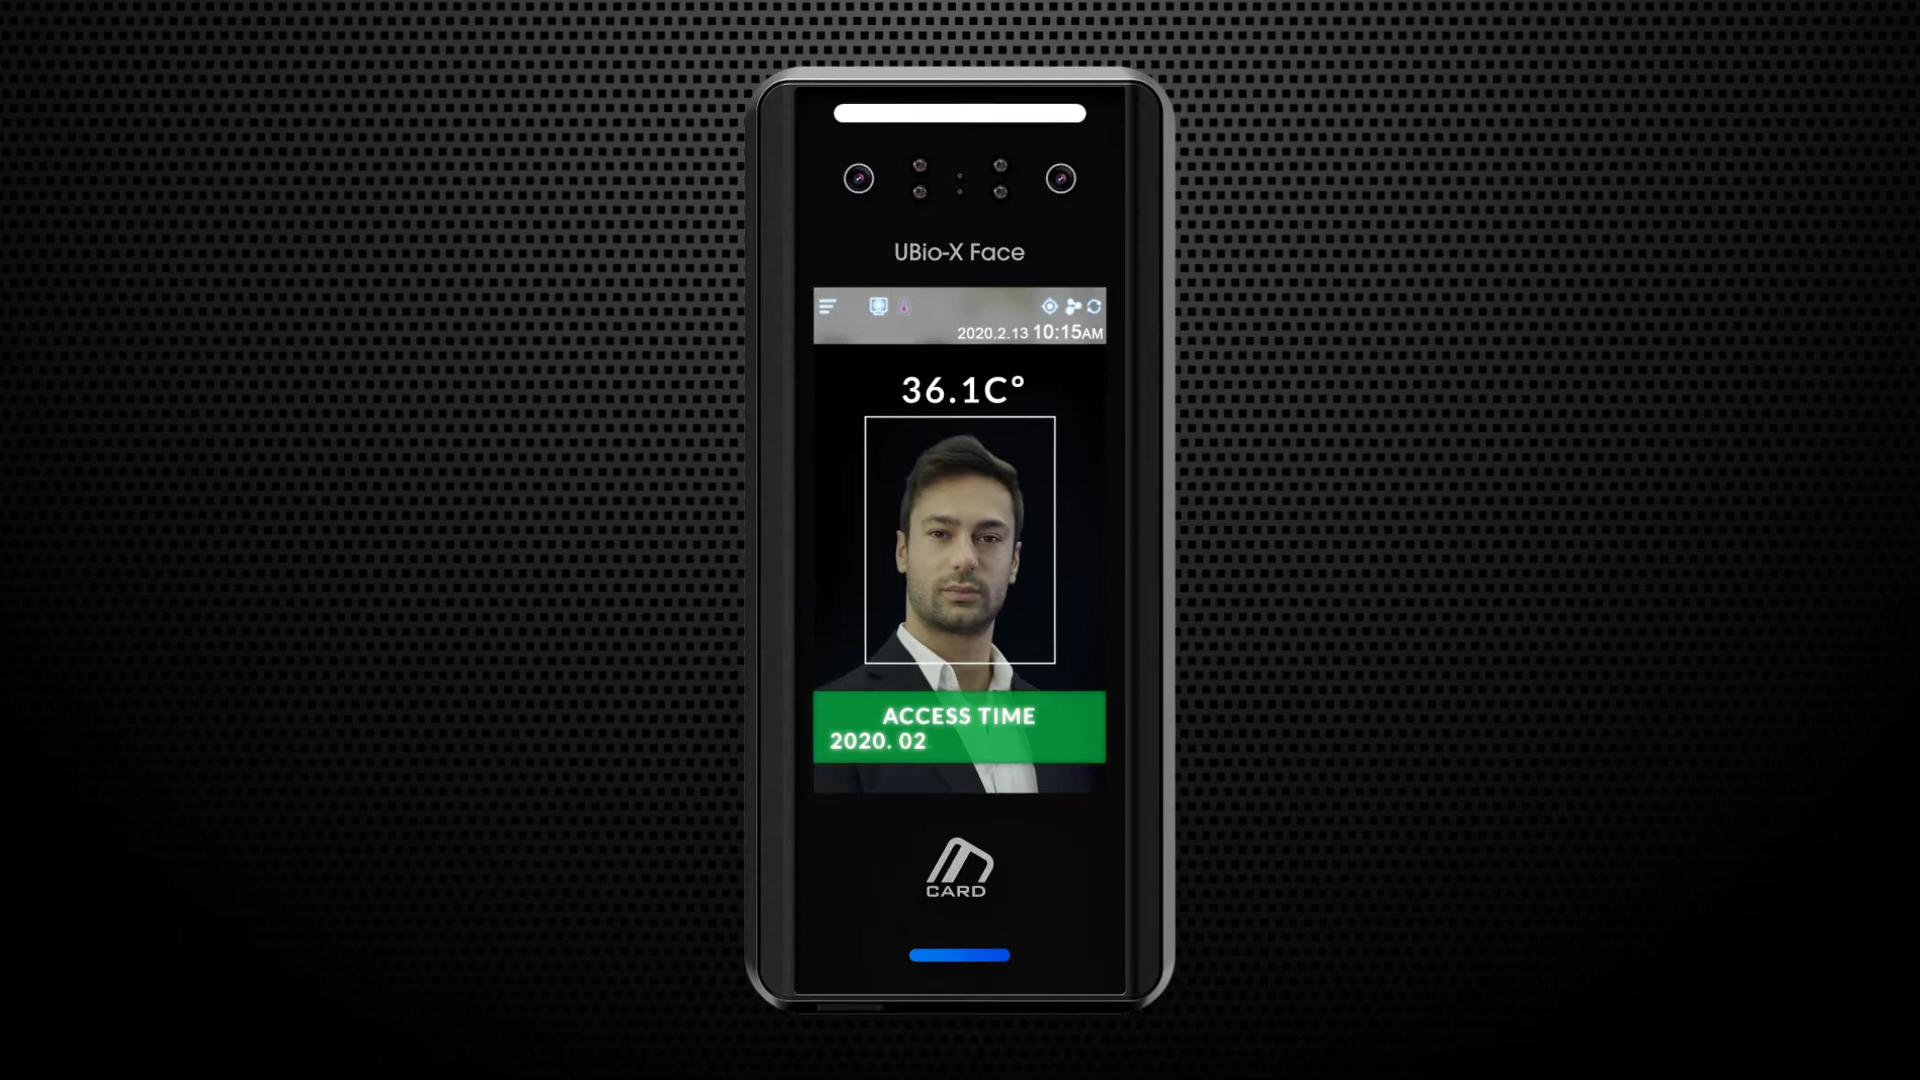 UBio-X Face
2020.2.13 10:15AM
36.1C°
ACCESS TIME
2020. 02
CARD